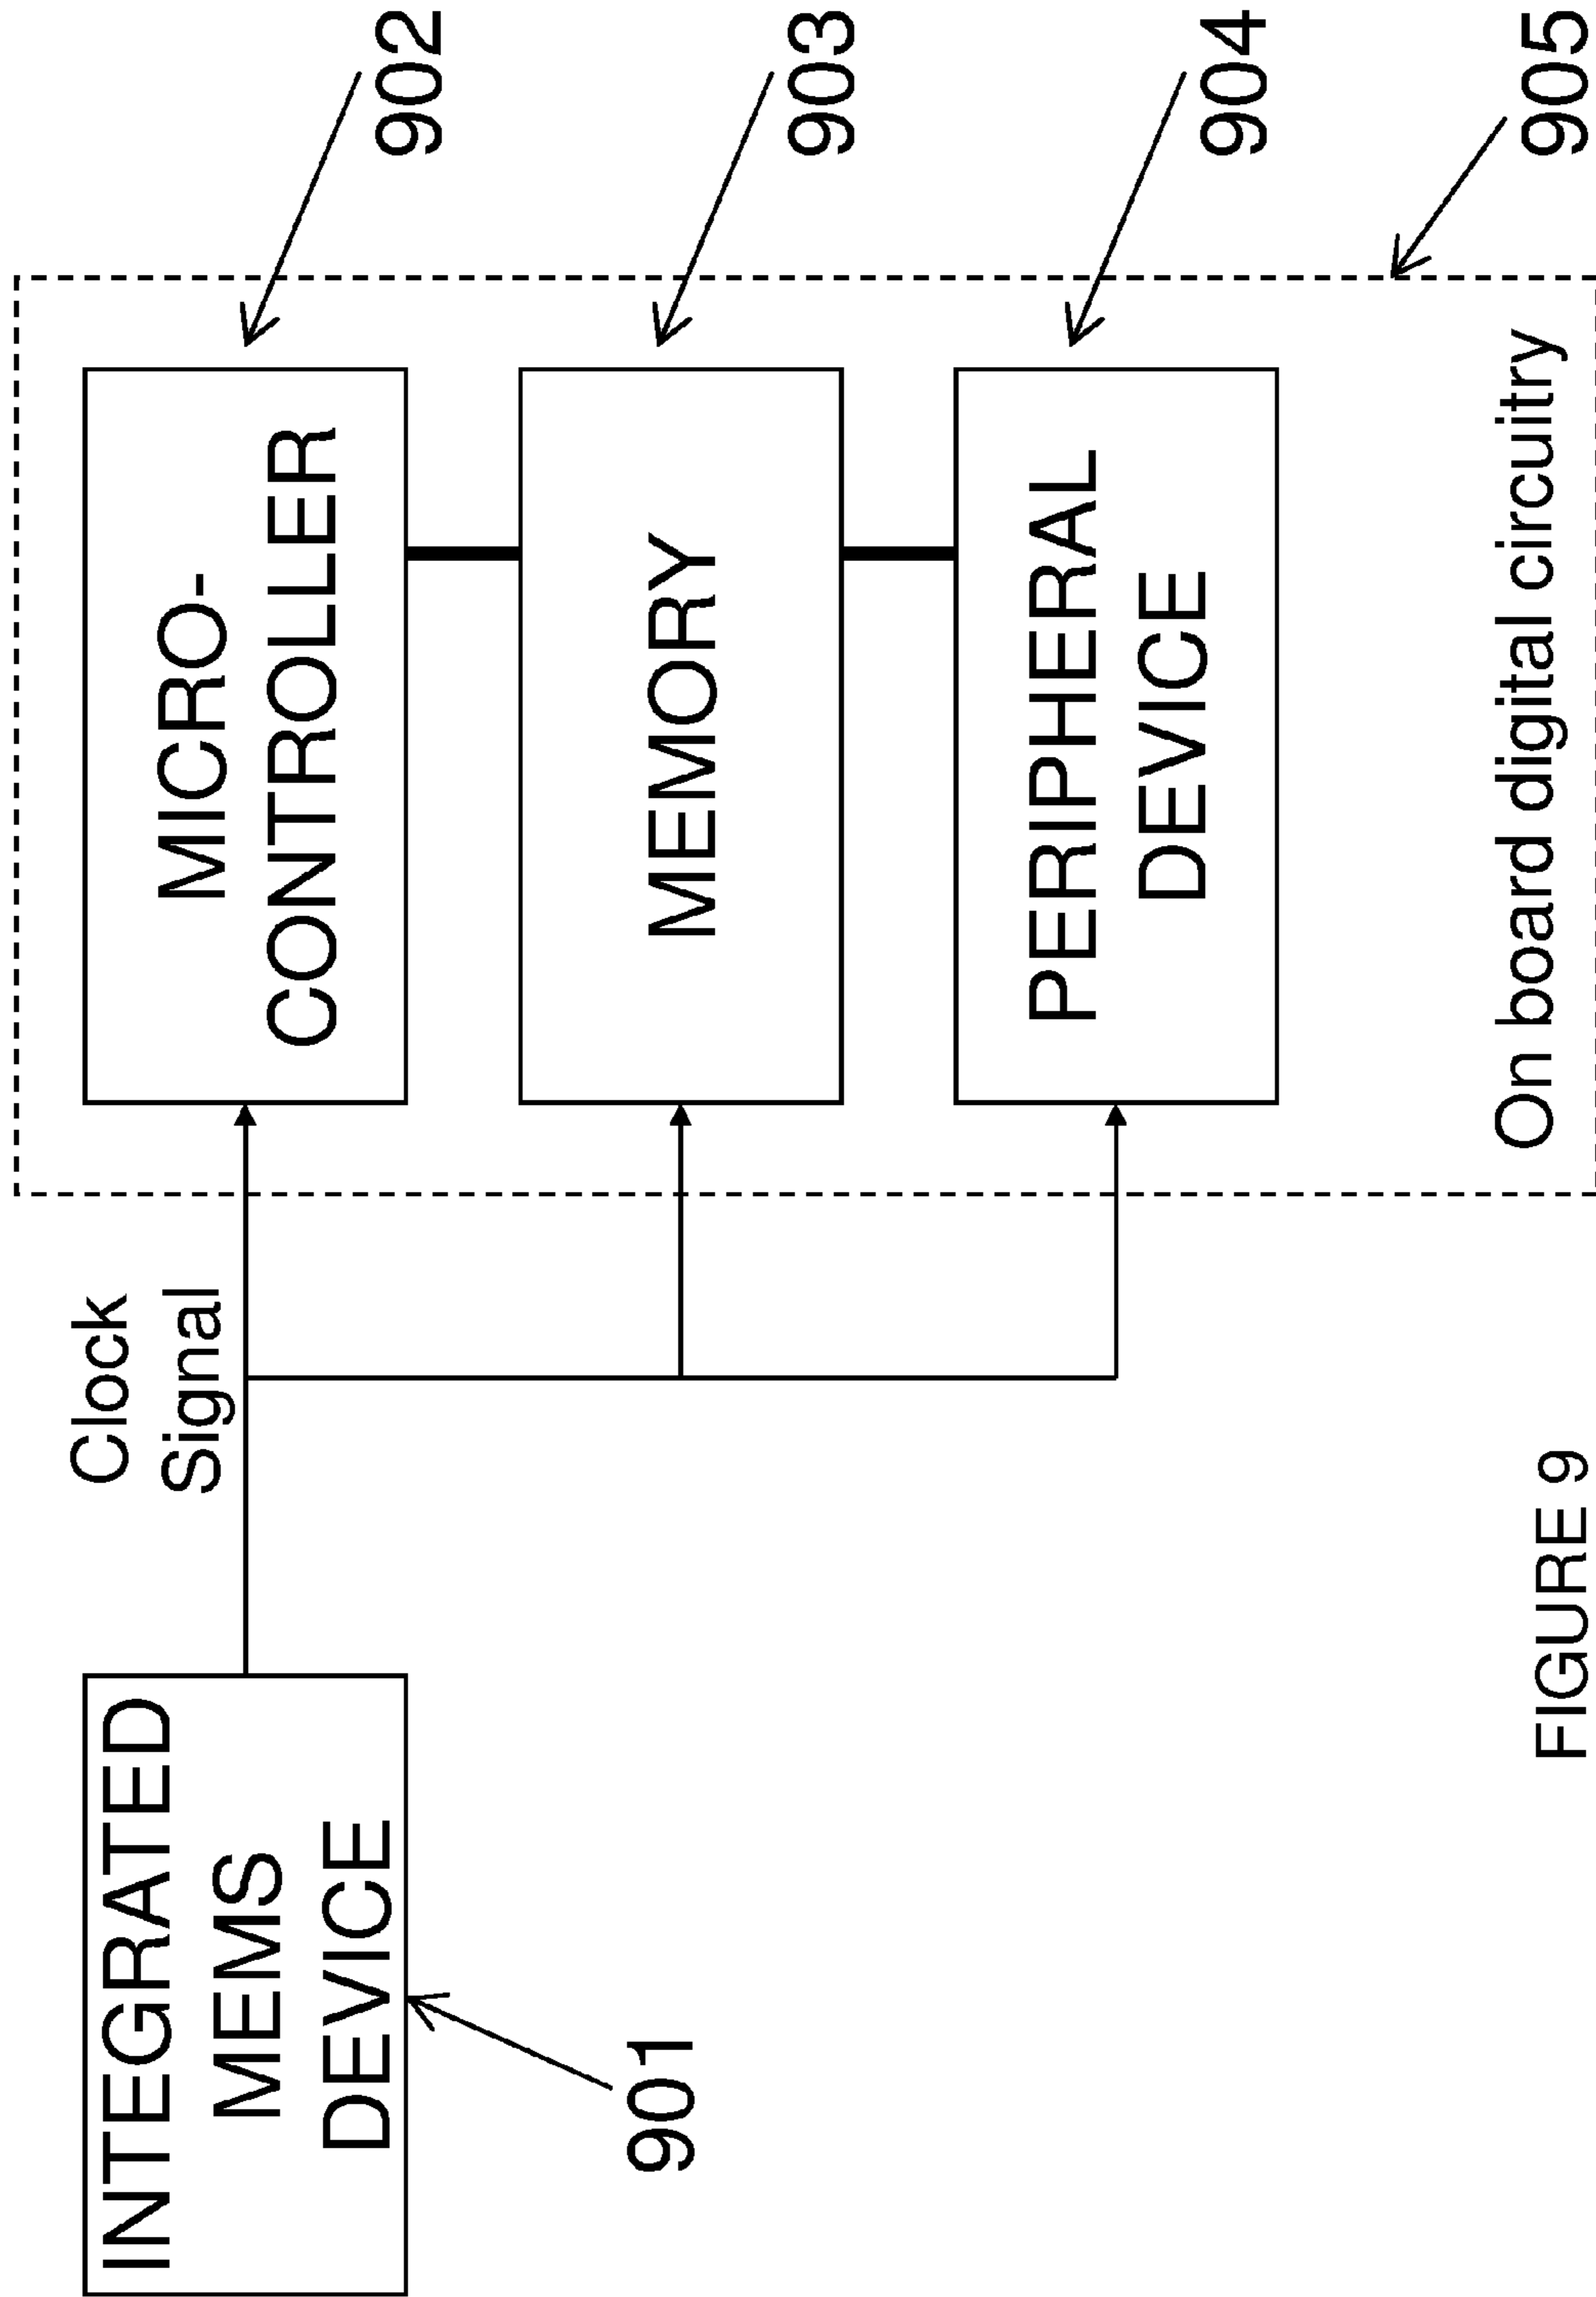 INTEGRATED
MEMS
DEVICE
901
Clock
Signal
MICRO-
CONTROLLER
902
MEMORY
903
PERIPHERAL
DEVICE
904
On board digital circuitry
905
FIGURE 9